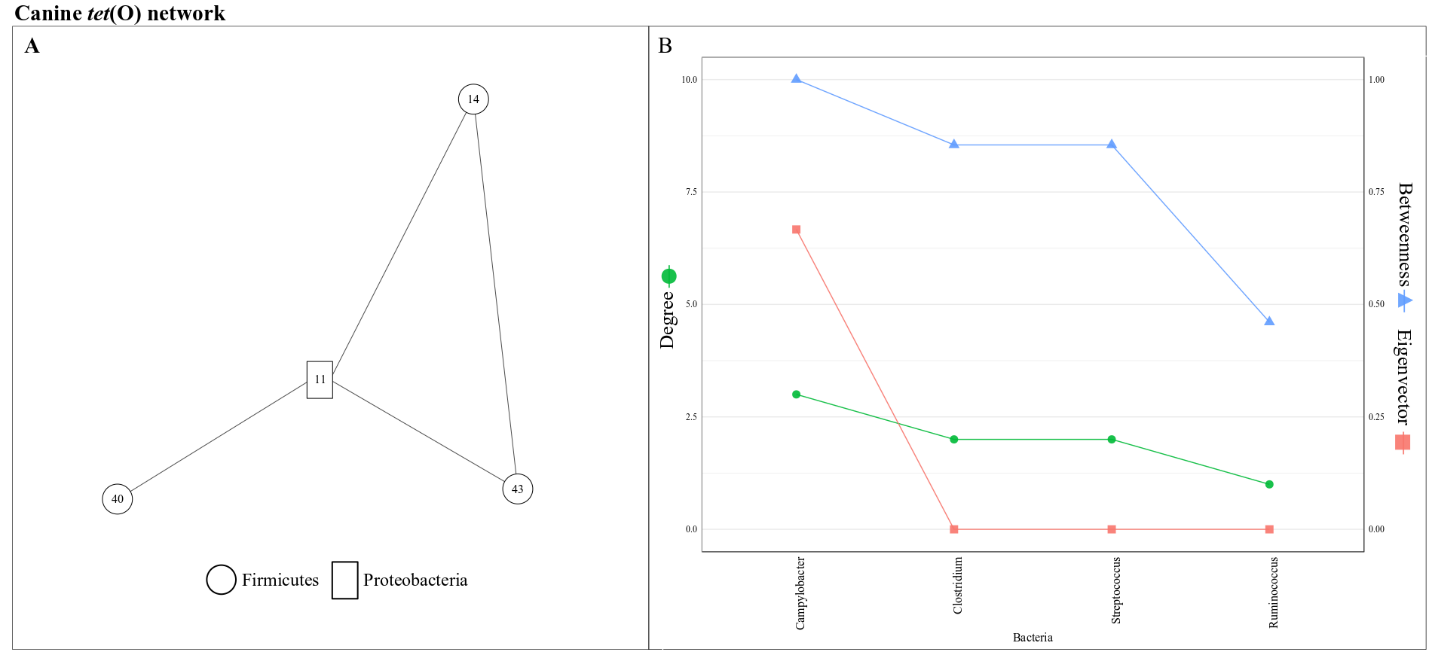 Canine tet(O) network
A
14
11
40
43
Firmicutes
Proteobacteria
B
10.0
7.5
5.0
2.5
0.0
Degree
1.00
0.75
0.50
0.25
0.00
Betweenness
Eigenvector
Campylobacter
Clostridium
Streptococcus
Ruminococcus
Bacteria